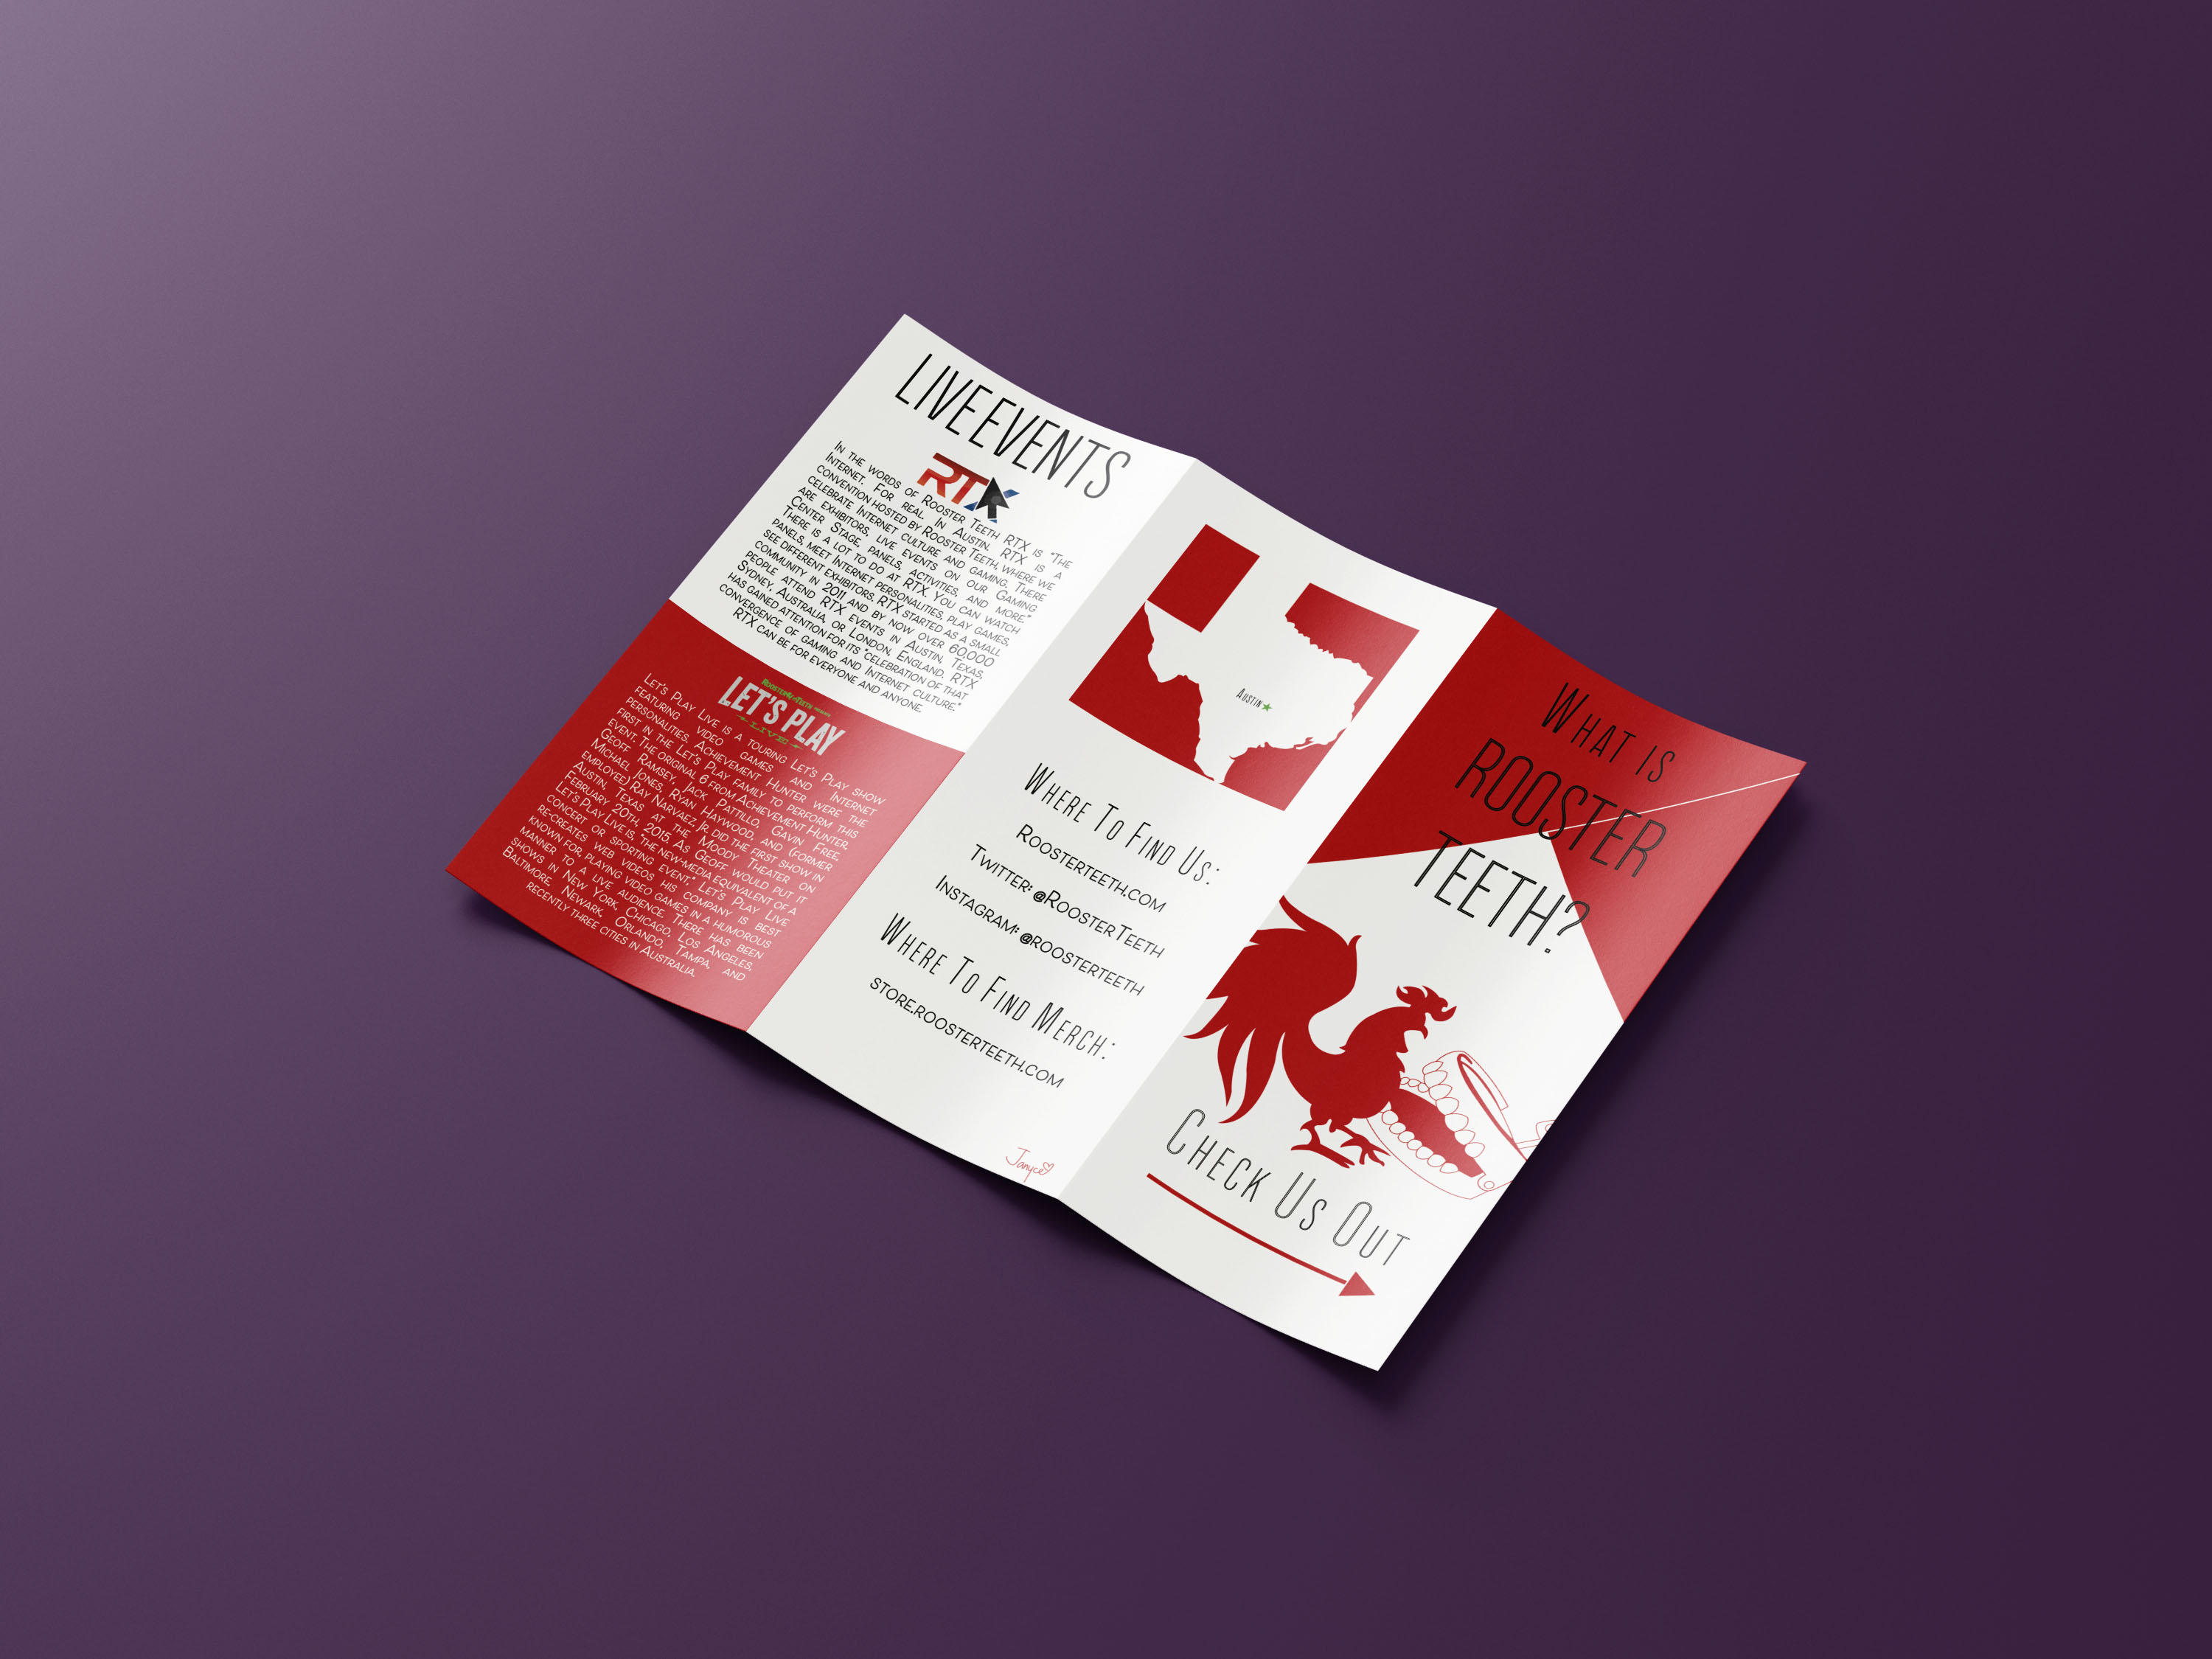 LIVE EVENTS
RTX
IN THE WORDS OF ROOSTER TEETH RTX IS "THE
INTERNET. FOR REAL. IN AUSTIN. RTX IS A
CONVENTION HOSTED BY ROOSTER TEETH, WHERE WE
CELEBRATE INTERNET CULTURE AND GAMING. THERE
ARE EXHIBITORS, LIVE EVENTS ON OUR GAMING
CENTER STAGE, PANELS, ACTIVITIES, AND MORE."
THERE IS A LOT TO DO AT RTX. YOU CAN WATCH
PANELS, MEET INTERNET PERSONALITIES, PLAY GAMES,
SEE DIFFERENT EXHIBITORS. RTX STARTED AS A SMALL
COMMUNITY IN 2011 AND BY NOW OVER 60,000
PEOPLE ATTEND RTX EVENTS IN AUSTIN, TEXAS,
SYDNEY, AUSTRALIA, OR LONDON, ENGLAND. RTX
HAS GAINED ATTENTION FOR ITS "CELEBRATION OF THAT
CONVERGENCE OF GAMING AND INTERNET CULTURE."
RTX CAN BE FOR EVERYONE AND ANYONE.
ROOSTER TEETH PRESENTS
LET'S PLAY
LIVE
LET'S PLAY LIVE IS A TOURING LET'S PLAY SHOW
FEATURING VIDEO GAMES AND INTERNET
PERSONALITIES. ACHIEVEMENT HUNTER WERE THE
FIRST IN THE LET'S PLAY FAMILY TO PERFORM THIS
EVENT. THE ORIGINAL 6 FROM ACHIEVEMENT HUNTER,
GEOFF RAMSEY, JACK PATTILLO, GAVIN FREE,
MICHAEL JONES, RYAN HAYWOOD, AND (FORMER
EMPLOYEE) RAY NARVAEZ, JR. DID THE FIRST SHOW IN
AUSTIN, TEXAS AT THE MOODY THEATER ON
FEBRUARY 20TH, 2015. AS GEOFF WOULD PUT IT
LET'S PLAY LIVE IS, "THE NEW-MEDIA EQUIVALENT OF A
CONCERT OR SPORTING EVENT." LET'S PLAY LIVE
RE-CREATES WEB VIDEOS HIS COMPANY IS BEST
KNOWN FOR, PLAYING VIDEO GAMES IN A HUMOROUS
MANNER TO A LIVE AUDIENCE. THERE HAS BEEN
SHOWS IN NEW YORK, CHICAGO, LOS ANGELES,
BALTIMORE, NEWARK, ORLANDO, TAMPA, AND
RECENTLY THREE CITIES IN AUSTRALIA.
AUSTIN
WHERE TO FIND US:
ROOSTERTEETH.COM
TWITTER: @ROOSTERTEETH
INSTAGRAM: @ROOSTERTEETH
WHERE TO FIND MERCH:
STORE.ROOSTERTEETH.COM
Janyce
WHAT IS
ROOSTER
TEETH?
CHECK US OUT